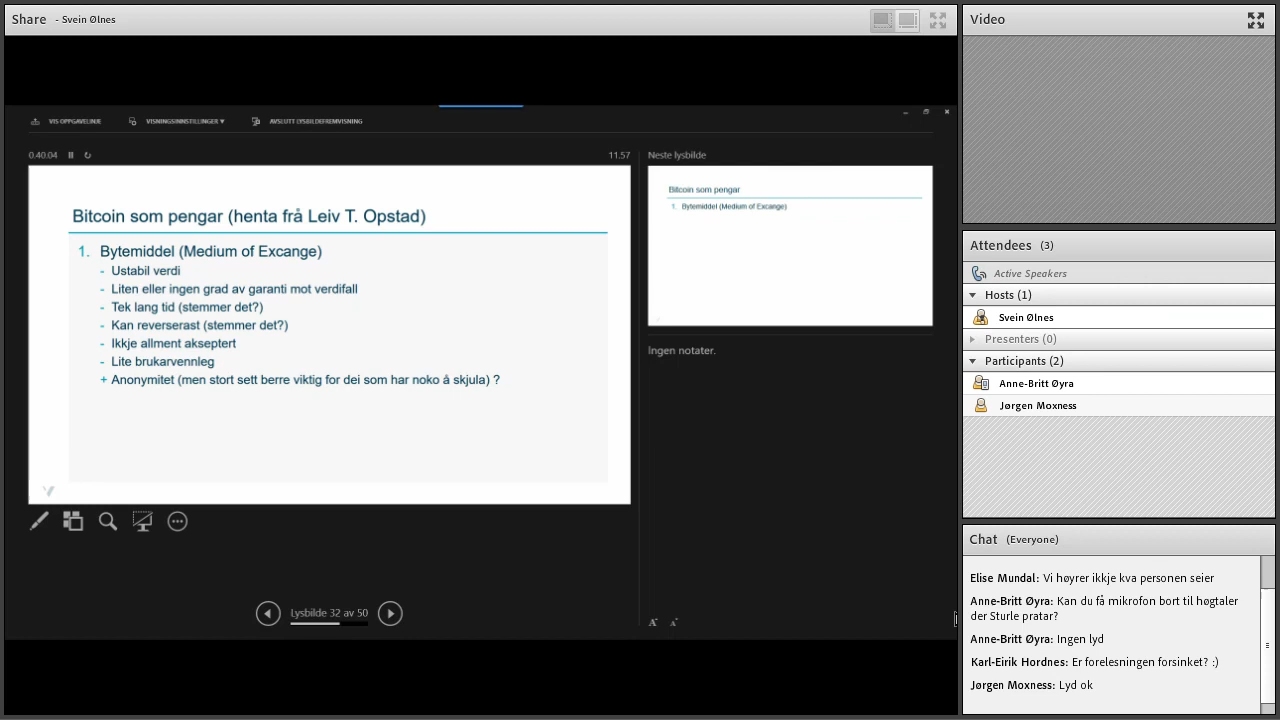 Share - Svein Ølnes
VIS OPPGAVELINJE
VISNINGSINNSTILLINGER ▼
AVSLUTT LYSBILDEFREMVISNING
0.40.04
11.57
Bitcoin som pengar (henta frå Leiv T. Opstad)
1. Bytemiddel (Medium of Excange)
- Ustabil verdi
- Liten eller ingen grad av garanti mot verdifall
- Tek lang tid (stemmer det?)
- Kan reverserast (stemmer det?)
- Ikkje allment akseptert
- Lite brukarvennleg
+ Anonymitet (men stort sett berre viktig for dei som har noko å skjula) ?
Lysbilde 32 av 50
Neste lysbilde
Bitcoin som pengar
1. Bytemiddel (Medium of Excange)
Ingen notater.
A A
Video
Attendees (3)
Active Speakers
Hosts (1)
Svein Ølnes
Presenters (0)
Participants (2)
Anne-Britt Øyra
Jørgen Moxness
Chat (Everyone)
Elise Mundal: Vi høyrer ikkje kva personen seier
Anne-Britt Øyra: Kan du få mikrofon bort til høgtaler
der Sturle pratar?
Anne-Britt Øyra: Ingen lyd
Karl-Eirik Hordnes: Er forelesningen forsinket? :)
Jørgen Moxness: Lyd ok